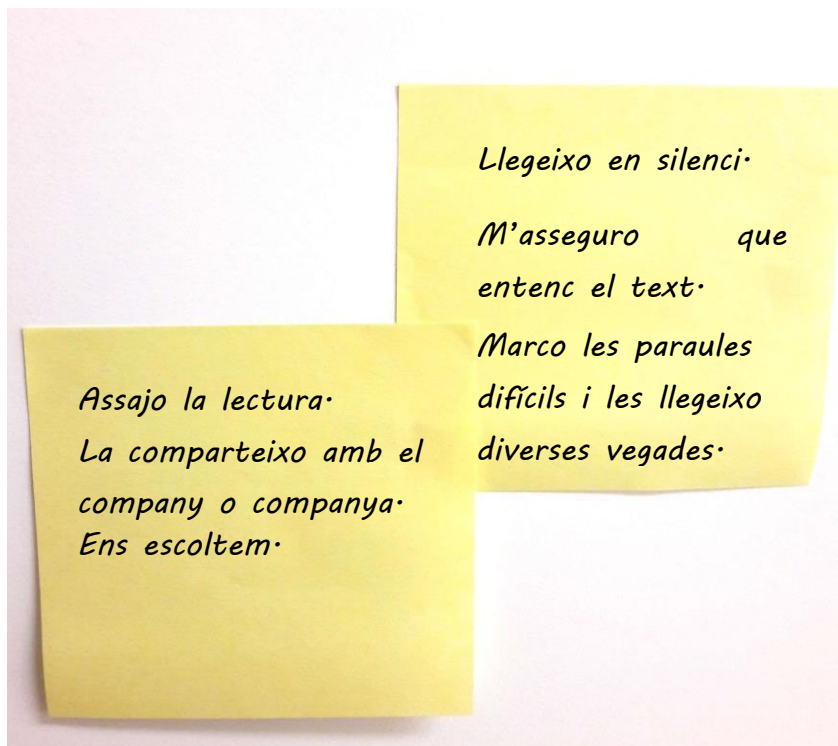 Llegeixo en silenci·
M'asseguro que
entenc el text·
Marco les paraules
difícils i les llegeixo
diverses vegades·
Assajo la lectura·
La comparteixo amb el
company o companya·
Ens escoltem·